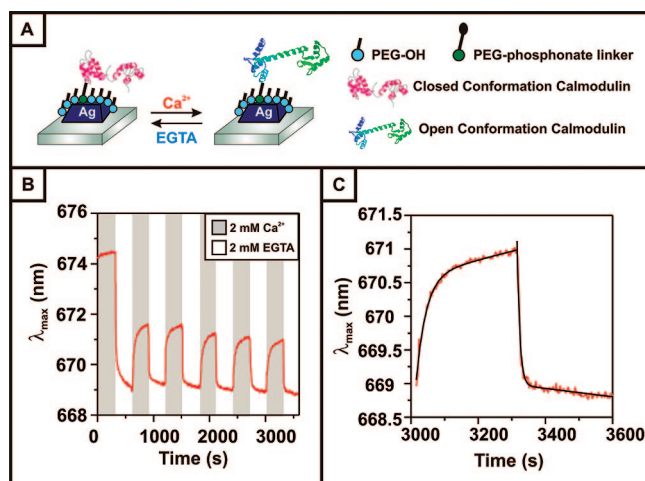 A
PEG-OH
PEG-phosphonate linker
Ca²⁺
EGTA
Ag
Ag
Closed Conformation Calmodulin
Open Conformation Calmodulin
B
676
674
672
670
668
λmax (nm)
2 mM Ca²⁺
2 mM EGTA
0 1000 2000 3000
Time (s)
C
671.5
671
670.5
670
669.5
669
668.5
λmax (nm)
3000 3200 3400 3600
Time (s)